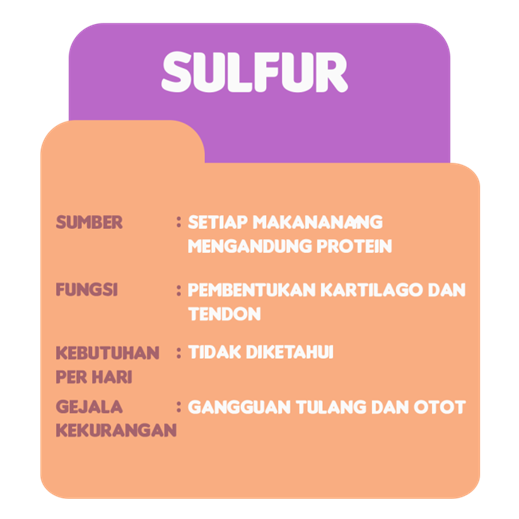 SULFUR
SUMBER : SETIAP MAKANANANG
MENGANDUNG PROTEIN
FUNGSI : PEMBENTUKAN KARTILAGO DAN
TENDON
KEBUTUHAN : TIDAK DIKETAHUI
PER HARI
GEJALA : GANGGUAN TULANG DAN OTOT
KEKURANGAN